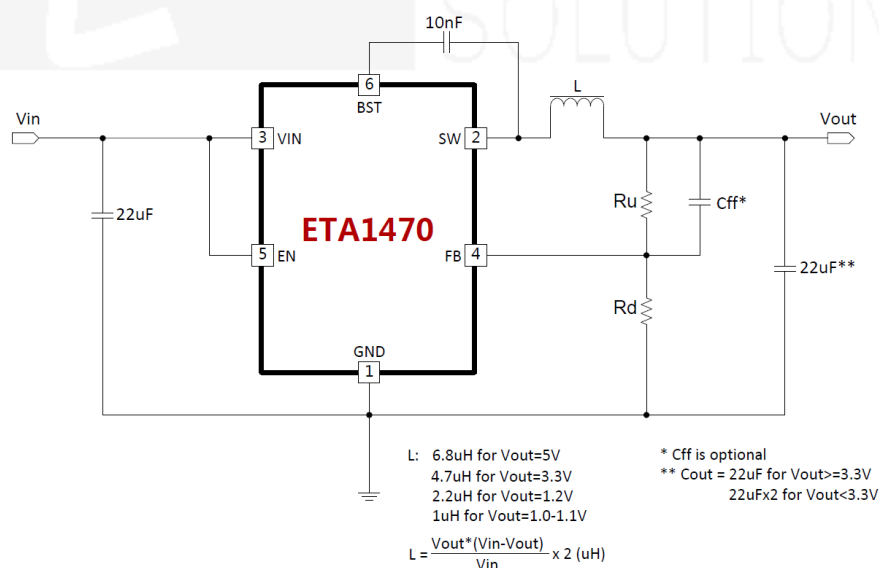 SOLUTION
10nF
6
BST
L
Vin
Vout
3 VIN
SW 2
22uF
Ru
Cff*
ETA1470
5 EN
FB 4
22uF**
Rd
GND
1
L: 6.8uH for Vout=5V
4.7uH for Vout=3.3V
2.2uH for Vout=1.2V
1uH for Vout=1.0-1.1V
* Cff is optional
** Cout = 22uF for Vout>=3.3V
22uFx2 for Vout<3.3V
L = Vout*(Vin-Vout)
Vin
x 2 (uH)